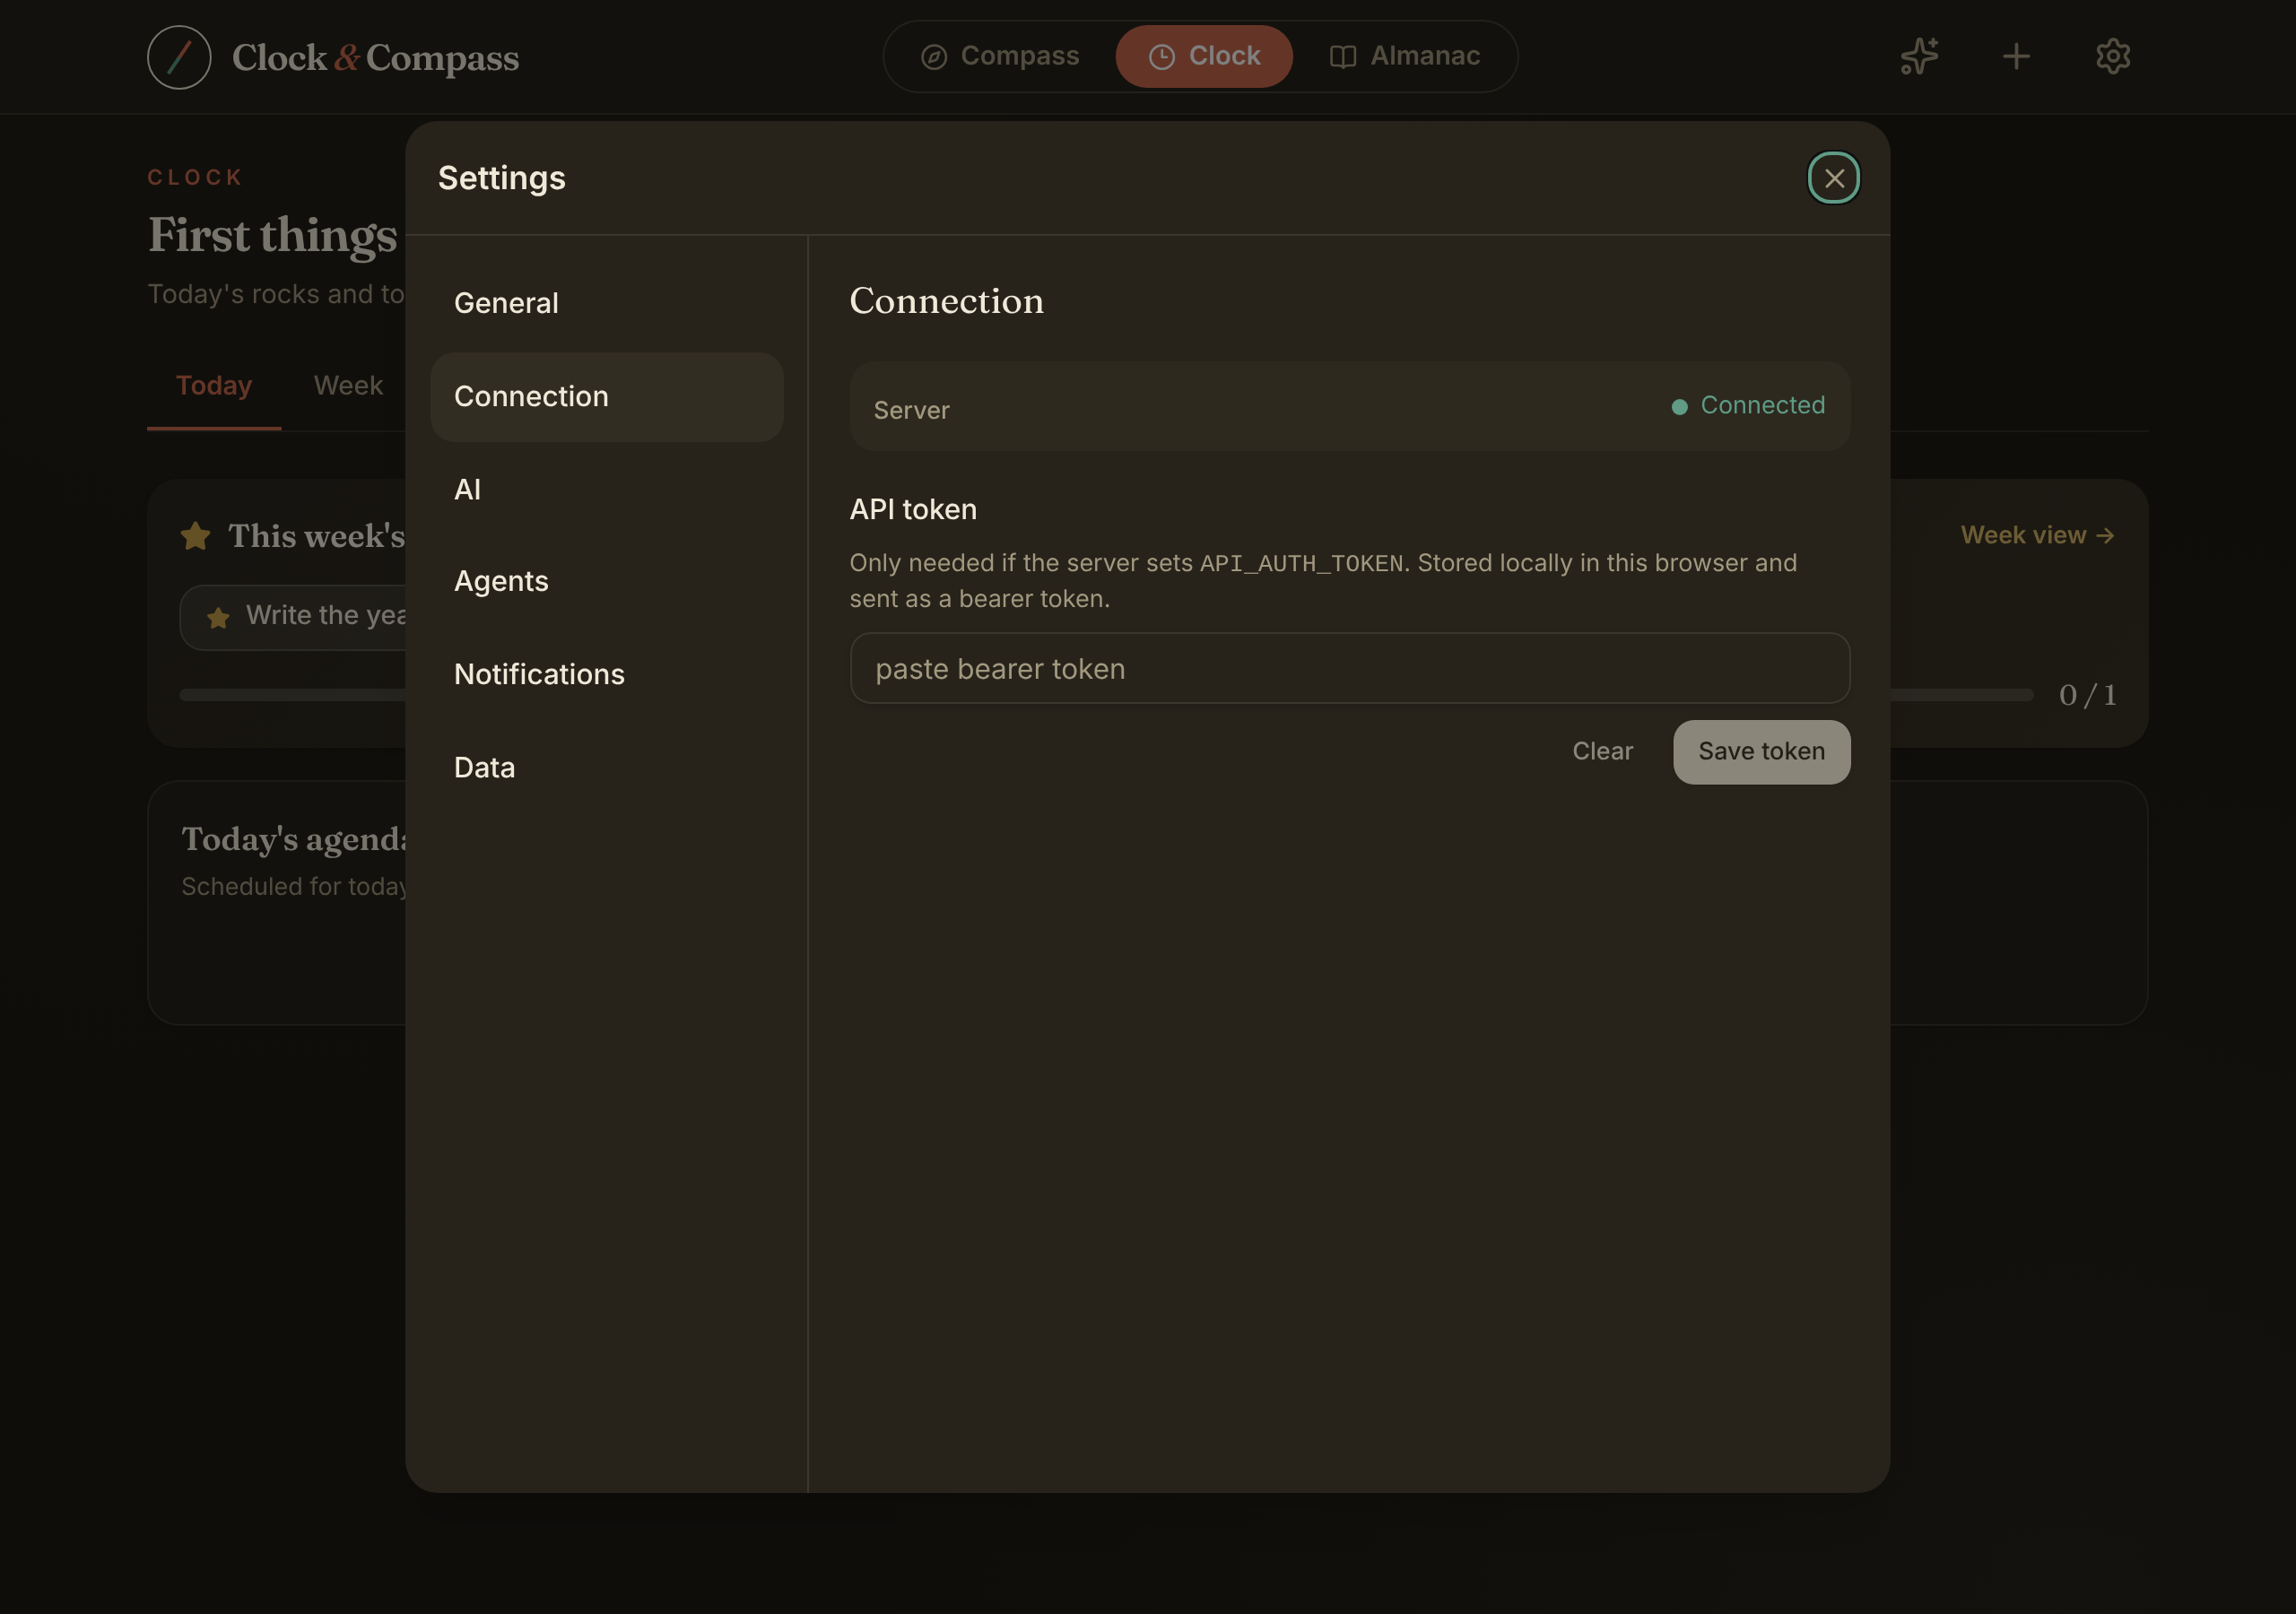 Clock & Compass
Compass
Clock
Almanac
CLOCK
First things
Today's rocks and to
Today
Week
This week's
Week view →
Write the yea
0 / 1
Today's agenda
Scheduled for today
Settings
General
Connection
AI
Agents
Notifications
Data
Connection
Server
Connected
API token
Only needed if the server sets API_AUTH_TOKEN. Stored locally in this browser and
sent as a bearer token.
paste bearer token
Clear
Save token